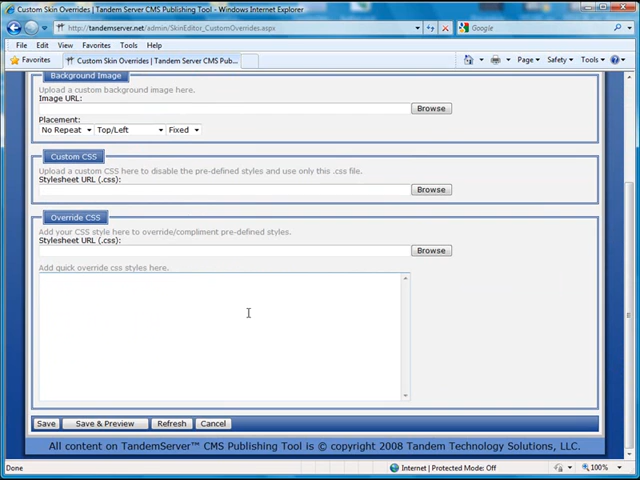 Custom Skin Overrides | Tandem Server CMS Publishing Tool - Windows Internet Explorer
http://tandemserver.net/admin/SkinEditor_CustomOverrides.aspx
Google
File Edit View Favorites Tools Help
Favorites Custom Skin Overrides | Tandem Server CMS Pub... Page Safety Tools
Background Image
Upload a custom background image here.
Image URL:
Browse
Placement:
No Repeat Top/Left Fixed
Custom CSS
Upload a custom CSS here to disable the pre-defined styles and use only this .css file.
Stylesheet URL (.css):
Browse
Override CSS
Add your CSS style here to override/compliment pre-defined styles.
Stylesheet URL (.css):
Browse
Add quick override css styles here.
Save Save & Preview Refresh Cancel
All content on TandemServer™ CMS Publishing Tool is © copyright 2008 Tandem Technology Solutions, LLC.
Done Internet | Protected Mode: Off 100%